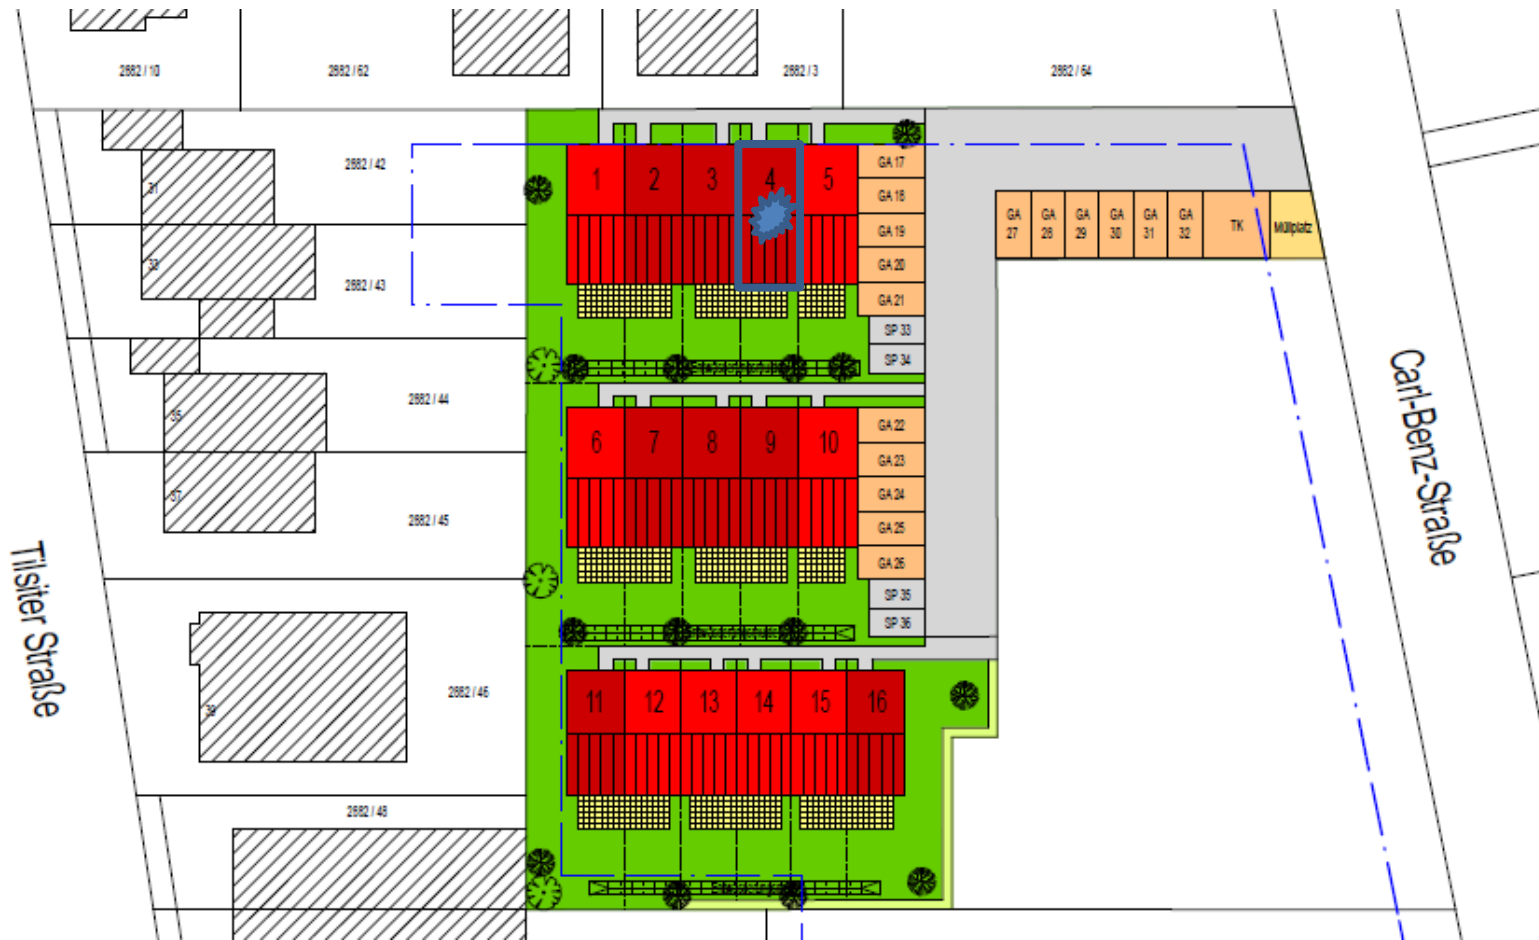 2882 / 10
2882 / 62
2882 / 3
2882 / 64
2882 / 42
31
1
2
3
4
5
GA 17
GA 18
GA 19
GA 20
GA 21
SP 33
SP 34
GA
27
GA
28
GA
29
GA
30
GA
31
GA
32
TK
Müllplatz
33
2882 / 43
2882 / 44
35
Carl-Benz-Straße
6
7
8
9
10
GA 22
GA 23
GA 24
GA 25
GA 26
SP 35
SP 36
37
2882 / 45
Tilsiter Straße
2882 / 46
39
11
12
13
14
15
16
2882 / 48